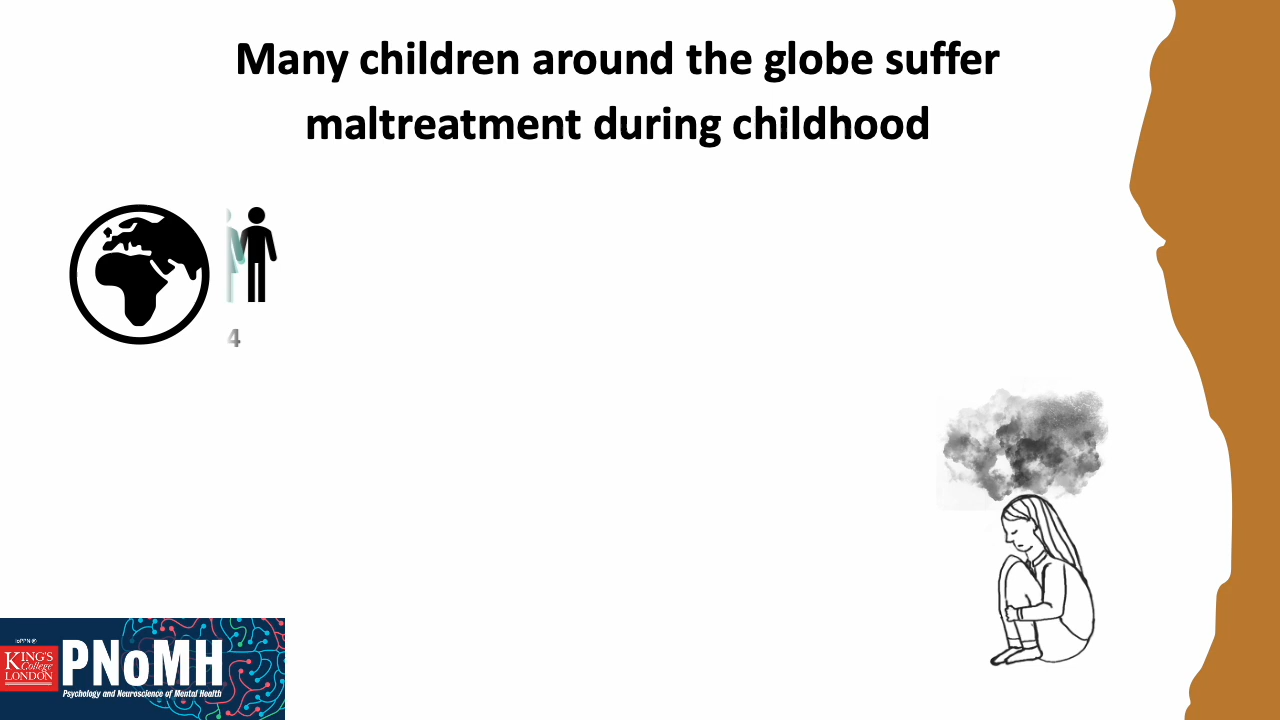 Many children around the globe suffer
maltreatment during childhood
4
IoPPN
KING'S
College
LONDON
PNoMH
Psychology and Neuroscience of Mental Health